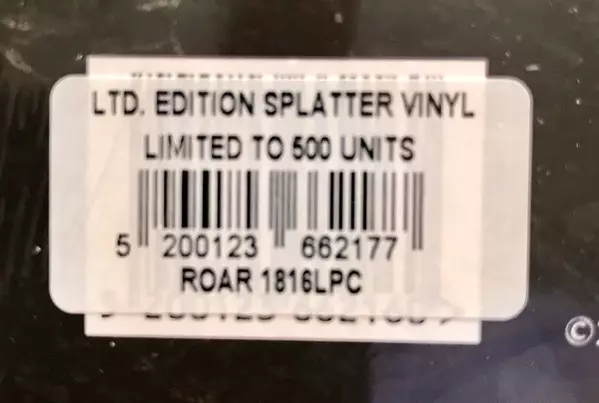 LTD. EDITION SPLATTER VINYL
LIMITED TO 500 UNITS
5 200123 662177
ROAR 1816LPC
©